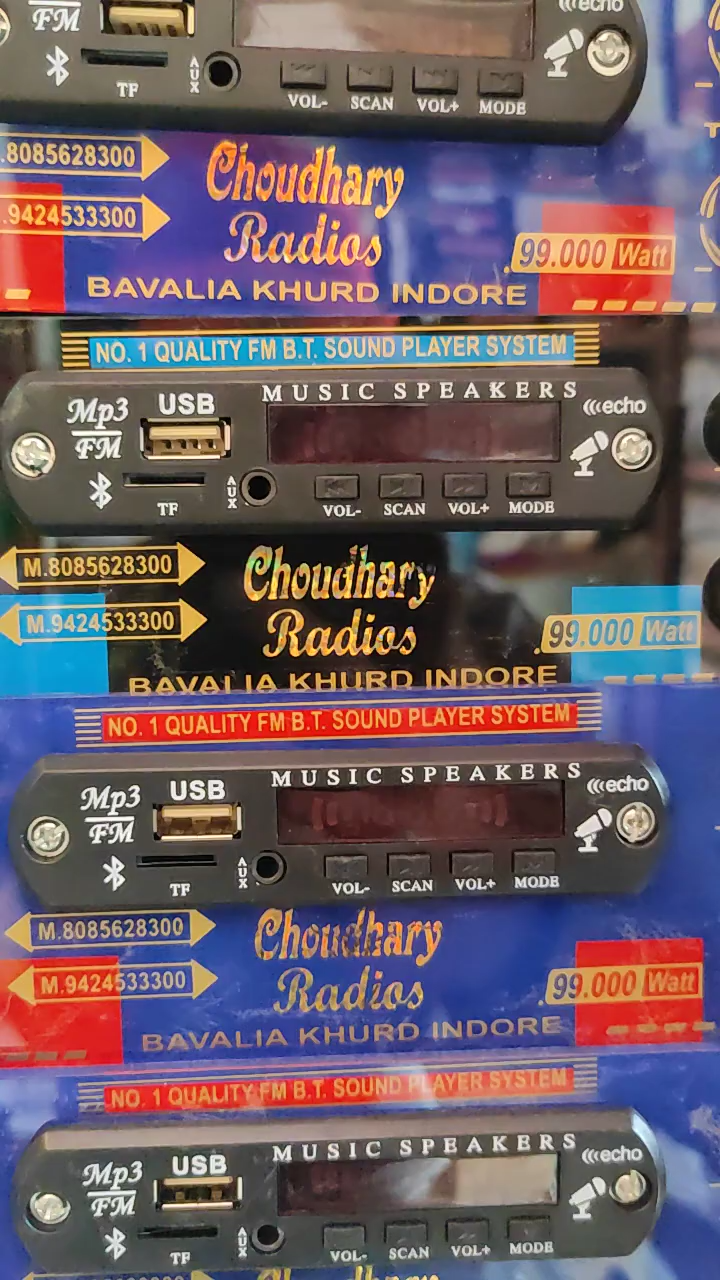 FM
echo
TF
AUX
VOL-
SCAN
VOL+
MODE
.8085628300
.9424533300
Choudhary
Radios
.99.000 Watt
BAVALIA KHURD INDORE
NO. 1 QUALITY FM B.T. SOUND PLAYER SYSTEM
MUSIC SPEAKERS
Mp3
FM
USB
echo
TF
AUX
VOL-
SCAN
VOL+
MODE
M.8085628300
M.9424533300
Choudhary
Radios
.99.000 Watt
BAVALIA KHURD INDORE
NO. 1 QUALITY FM B.T. SOUND PLAYER SYSTEM
MUSIC SPEAKERS
Mp3
FM
USB
echo
TF
AUX
VOL-
SCAN
VOL+
MODE
M.8085628300
M.9424533300
Choudhary
Radios
.99.000 Watt
BAVALIA KHURD INDORE
NO. 1 QUALITY FM B.T. SOUND PLAYER SYSTEM
MUSIC SPEAKERS
Mp3
FM
USB
echo
TF
AUX
VOL-
SCAN
VOL+
MODE
Choudhary